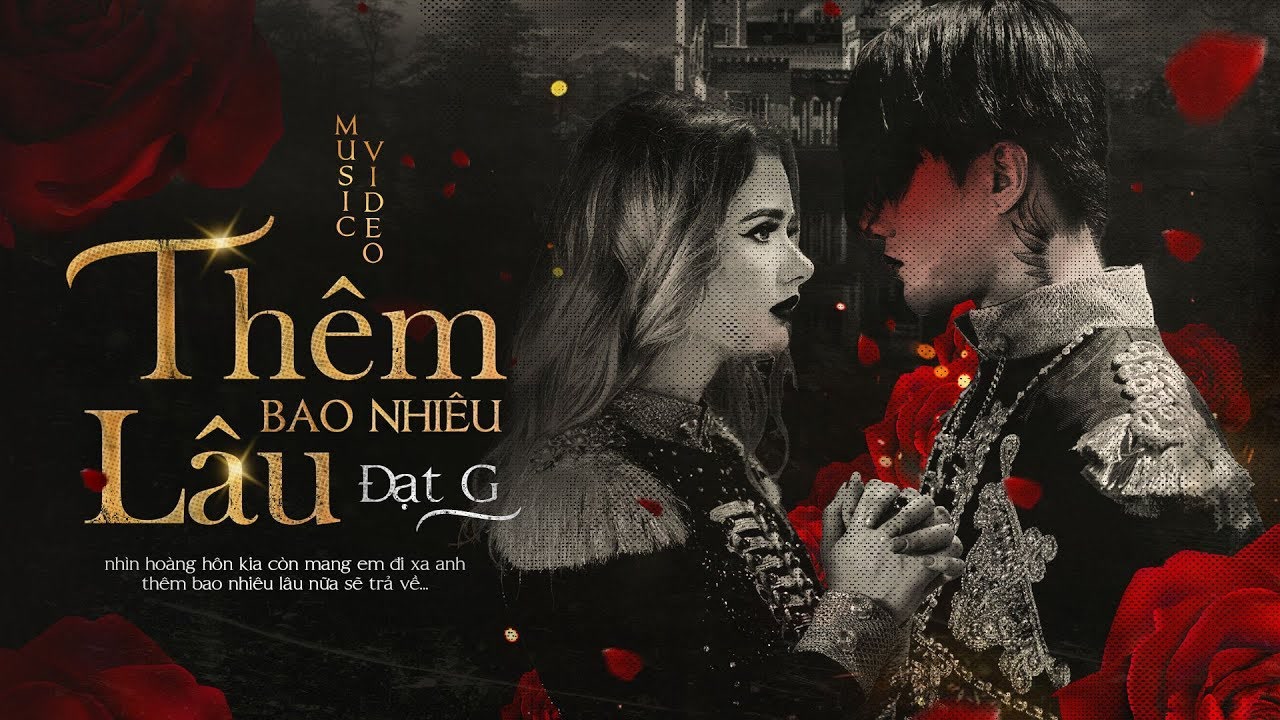 MUSIC
VIDEO
Thêm
BAO NHIÊU
Lâu
Đạt G
nhìn hoàng hôn kia còn mang em đi xa anh
thêm bao nhiêu lâu nữa sẽ trả về...